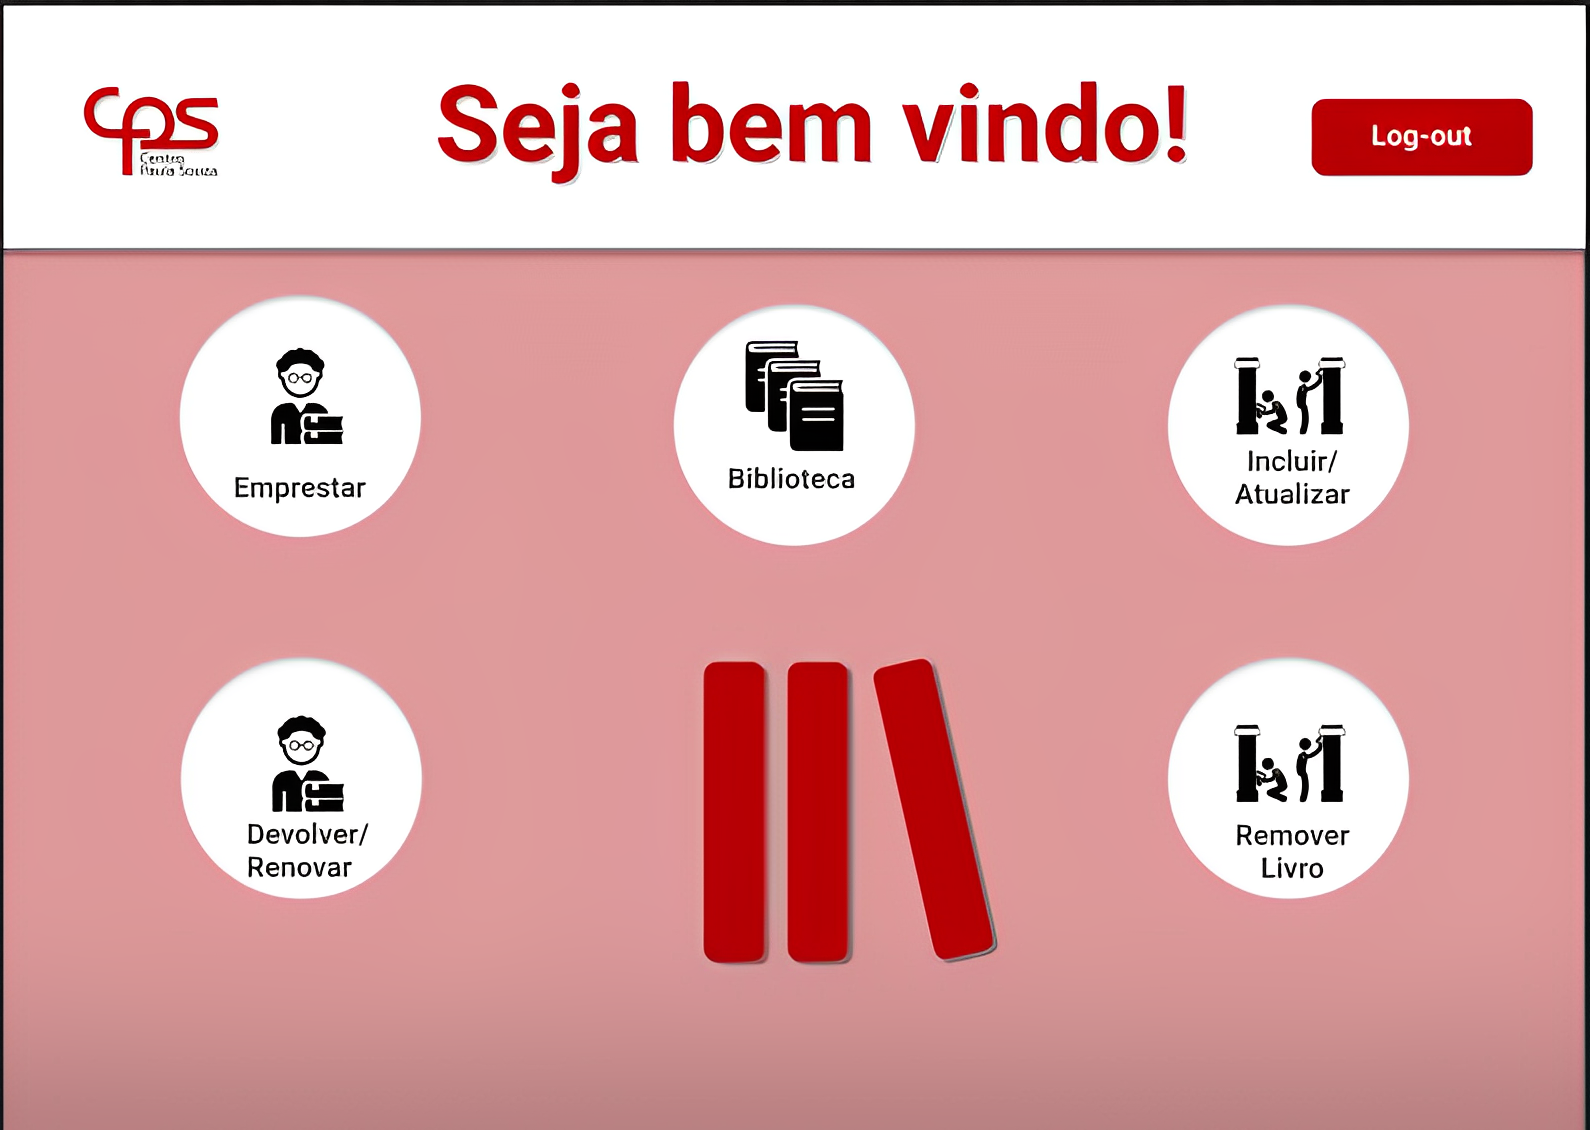 cps
Centro
Paula Souza
Seja bem vindo!
Log-out
Emprestar
Biblioteca
Incluir/
Atualizar
Devolver/
Renovar
Remover
Livro